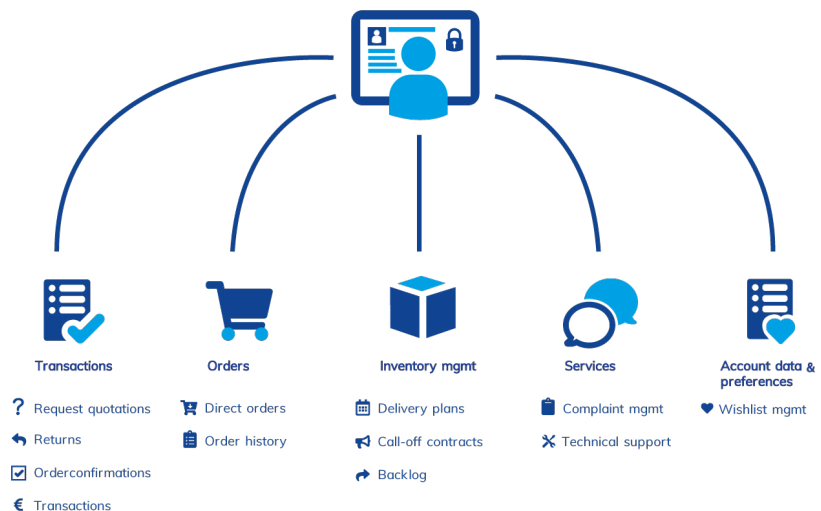 Transactions
? Request quotations
Returns
Orderconfirmations
€ Transactions
Orders
Direct orders
Order history
Inventory mgmt
Delivery plans
Call-off contracts
Backlog
Services
Complaint mgmt
Technical support
Account data &
preferences
Wishlist mgmt